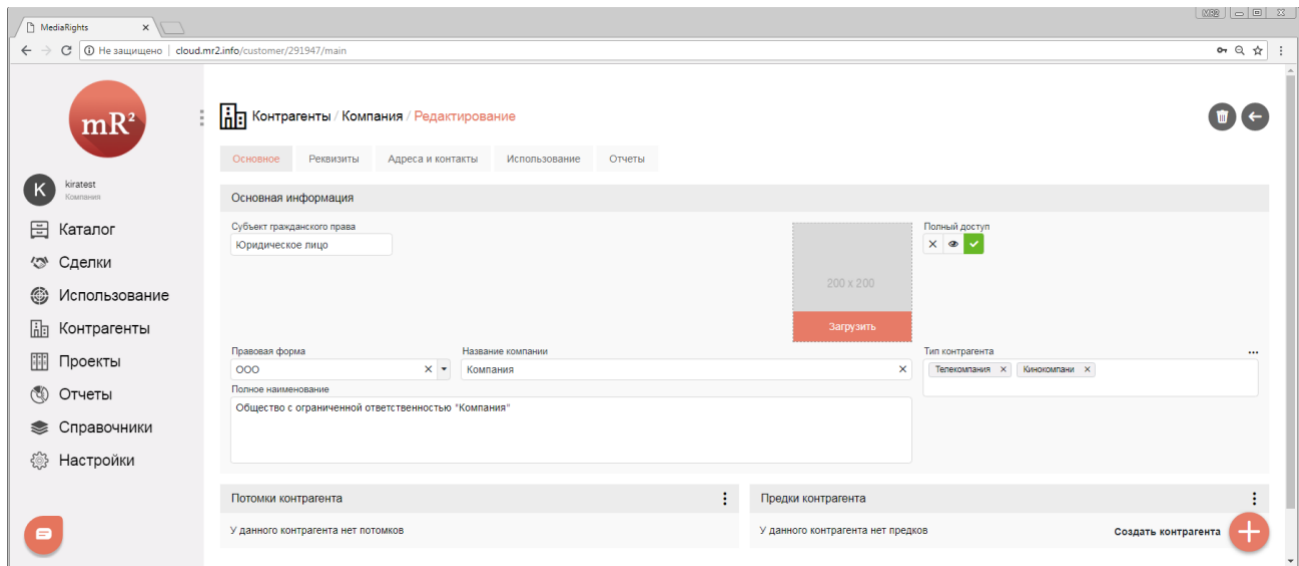 MR2
MediaRights
Не защищено | cloud.mr2.info/customer/291947/main
mR²
Контрагенты / Компания / Редактирование
Основное Реквизиты Адреса и контакты Использование Отчеты
K kiratest
Компания
Основная информация
Каталог
Субъект гражданского права Полный доступ
Юридическое лицо
Сделки
200 x 200
Использование
Загрузить
Контрагенты
Правовая форма Название компании Тип контрагента
ООО Компания Телекомпания Кинокомпани
Проекты
Полное наименование
Отчеты
Общество с ограниченной ответственностью "Компания"
Справочники
Настройки
Потомки контрагента Предки контрагента
У данного контрагента нет потомков У данного контрагента нет предков Создать контрагента